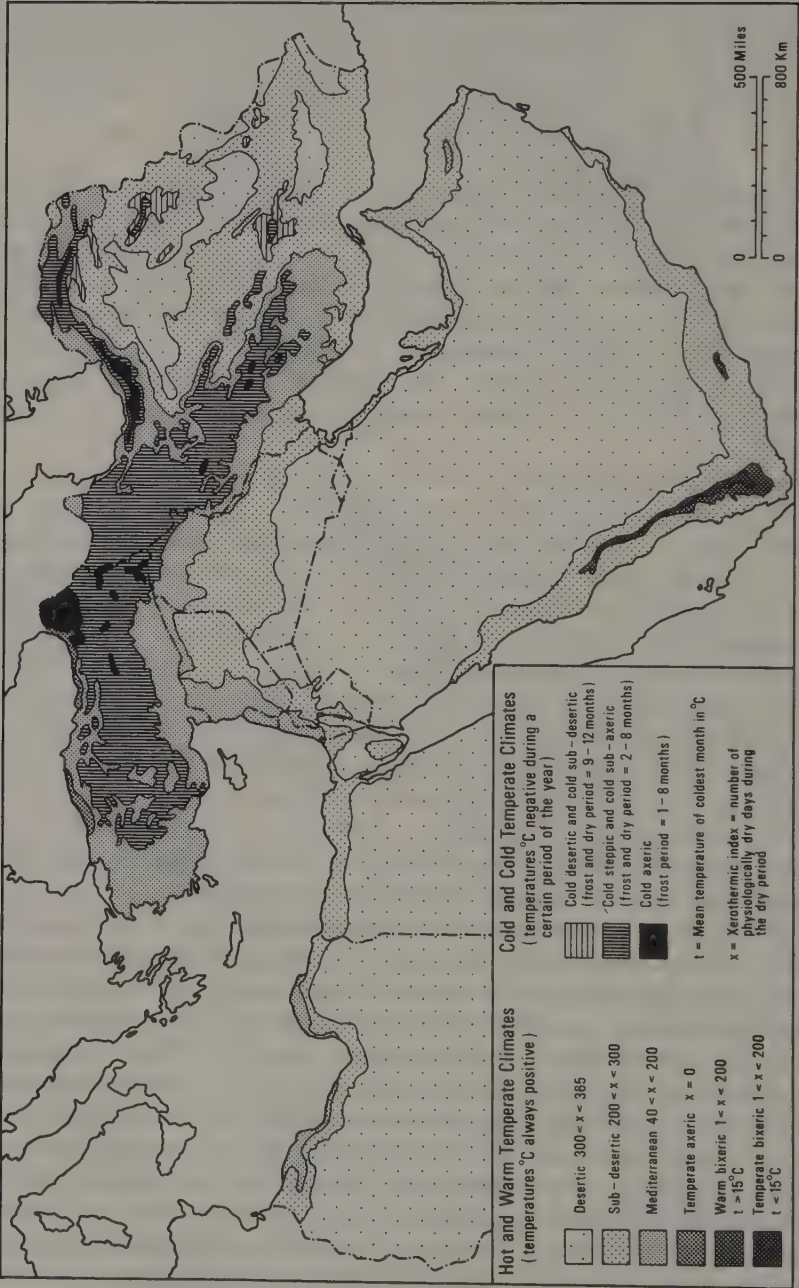 Hot and Warm Temperate Climates
(temperatures °C always positive)
Desertic 300 < x < 365
Sub-desertic 200 < x < 300
Mediterranean 40 < x < 200
Temperate axeric x = 0
Warm bixeric 1 < x < 200
t > 15°C
Temperate bixeric 1 < x < 200
t < 15°C
Cold and Cold Temperate Climates
(temperatures °C negative during a
certain period of the year)
Cold desertic and cold sub-desertic
(frost and dry period = 9-12 months)
Cold steppic and cold sub-axeric
(frost and dry period = 2-8 months)
Cold axeric
(frost period = 1-8 months)
t = Mean temperature of coldest month in °C
x = Xerothermic index = number of
physiologically dry days during
the dry period
0 500 Miles
0 800 Km